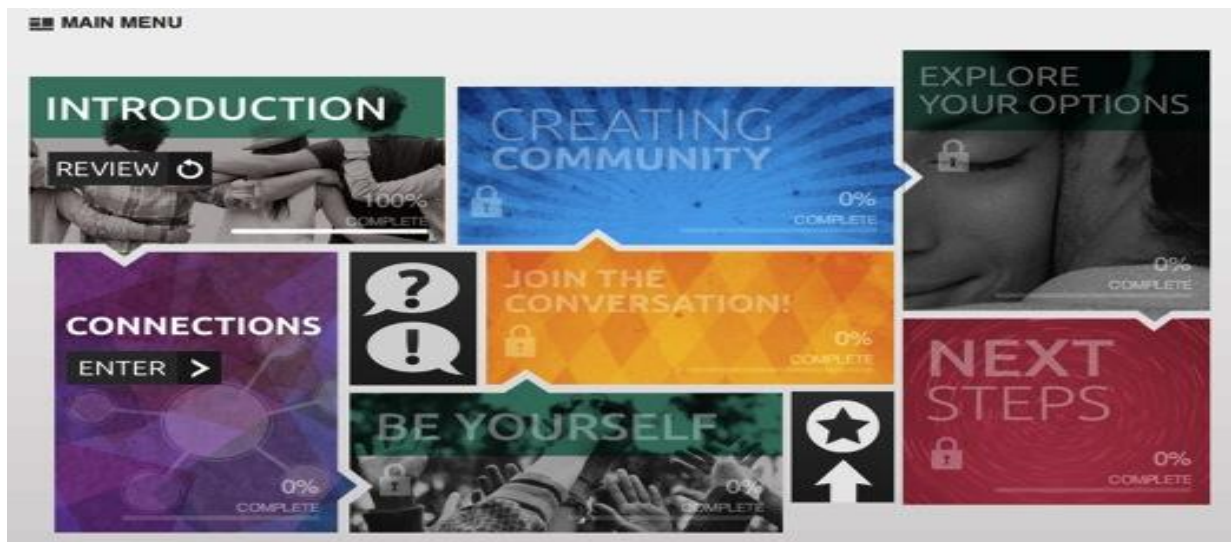 MAIN MENU
INTRODUCTION
REVIEW
100%
COMPLETE
CONNECTIONS
ENTER >
0%
COMPLETE
BE YOURSELF
0%
COMPLETE
?
!
JOIN THE
CONVERSATION!
0%
COMPLETE
CREATING
COMMUNITY
0%
COMPLETE
EXPLORE
YOUR OPTIONS
0%
COMPLETE
NEXT
STEPS
0%
COMPLETE